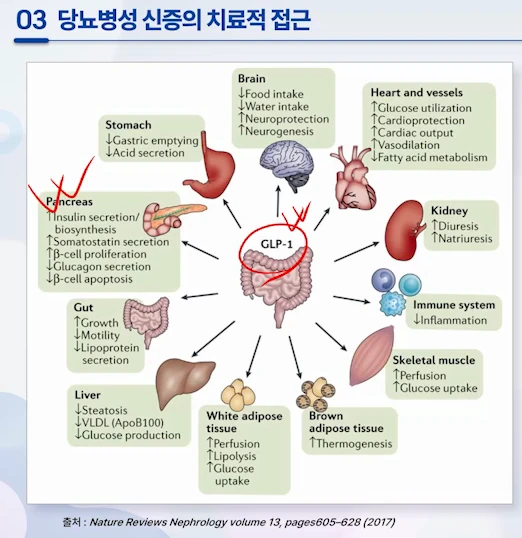 03 당뇨병성 신증의 치료적 접근
Brain
↓Food intake
↓Water intake
↑Neuroprotection
↑Neurogenesis
Heart and vessels
↑Glucose utilization
↑Cardioprotection
↑Cardiac output
↑Vasodilation
↓Fatty acid metabolism
Stomach
↓Gastric emptying
↓Acid secretion
Pancreas
↑Insulin secretion/
biosynthesis
↑Somatostatin secretion
↑β-cell proliferation
↓Glucagon secretion
↓β-cell apoptosis
GLP-1
Kidney
↑Diuresis
↑Natriuresis
Immune system
↓Inflammation
Gut
↑Growth
↓Motility
↓Lipoprotein
secretion
Skeletal muscle
↑Perfusion
↑Glucose uptake
Liver
↓Steatosis
↓VLDL (ApoB100)
↓Glucose production
White adipose
tissue
↑Perfusion
↑Lipolysis
↑Glucose
uptake
Brown
adipose tissue
↑Thermogenesis
출처 : Nature Reviews Nephrology volume 13, pages605–628 (2017)